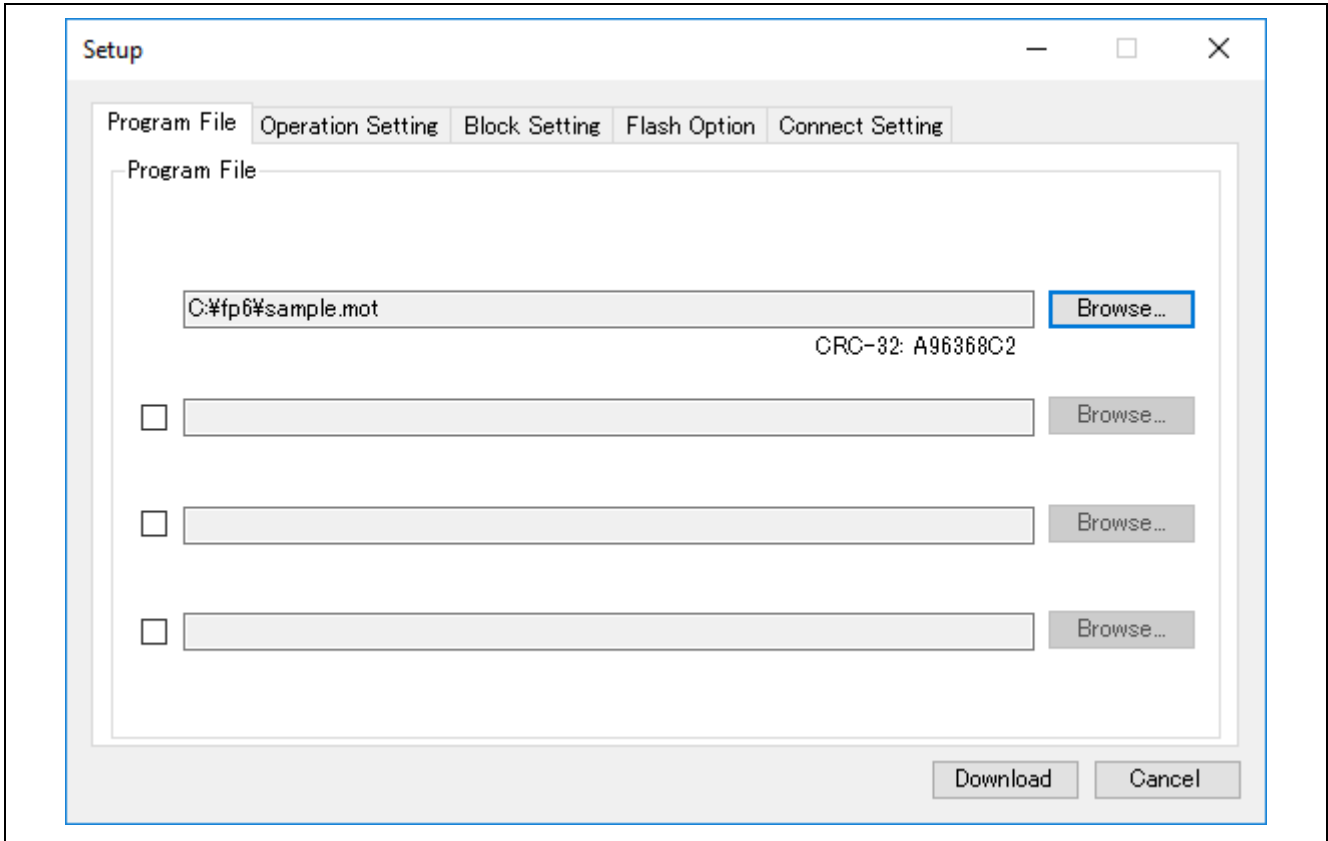 Setup
Program File Operation Setting Block Setting Flash Option Connect Setting
Program File
C:¥fp6¥sample.mot Browse...
CRC-32: A96368C2
Browse...
Browse...
Browse...
Download Cancel